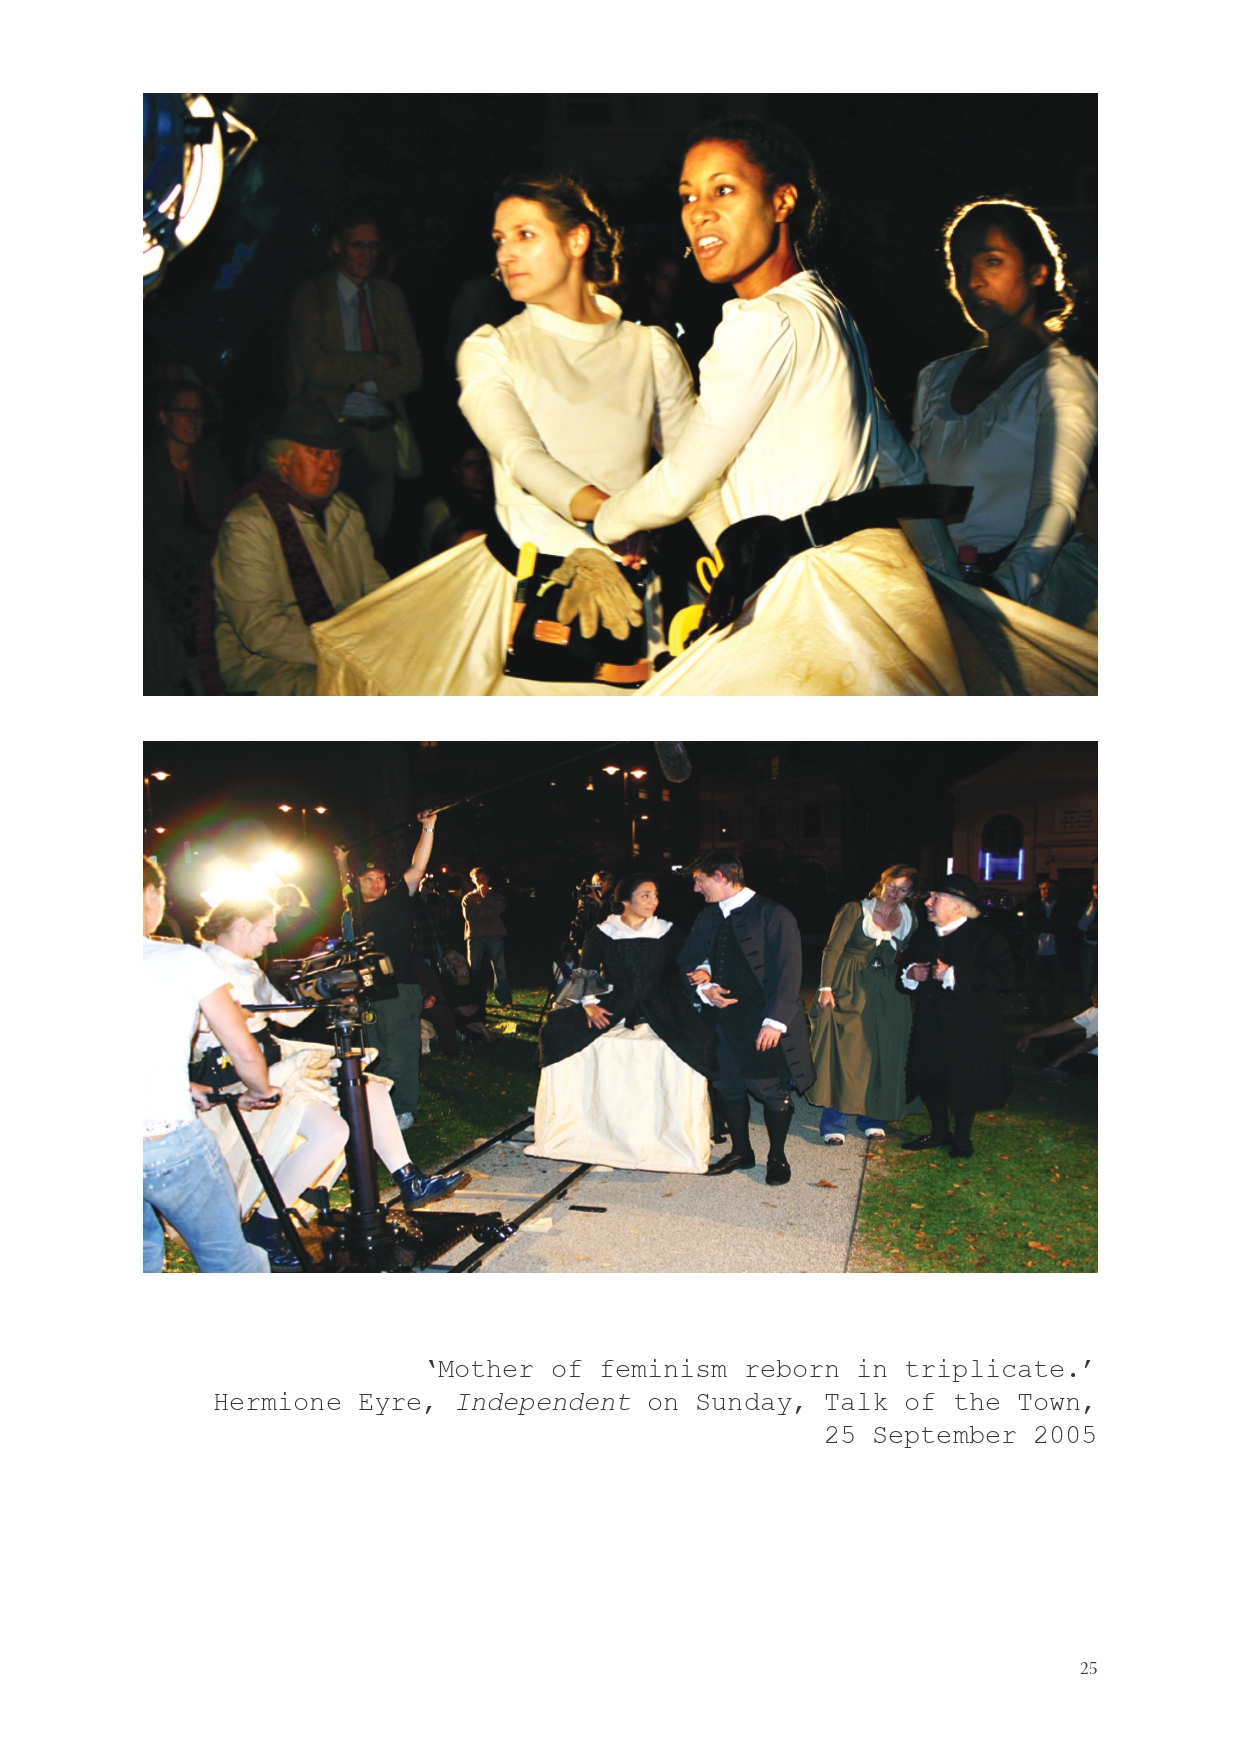 ‘Mother of feminism reborn in triplicate.’
Hermione Eyre, Independent on Sunday, Talk of the Town,
25 September 2005
25